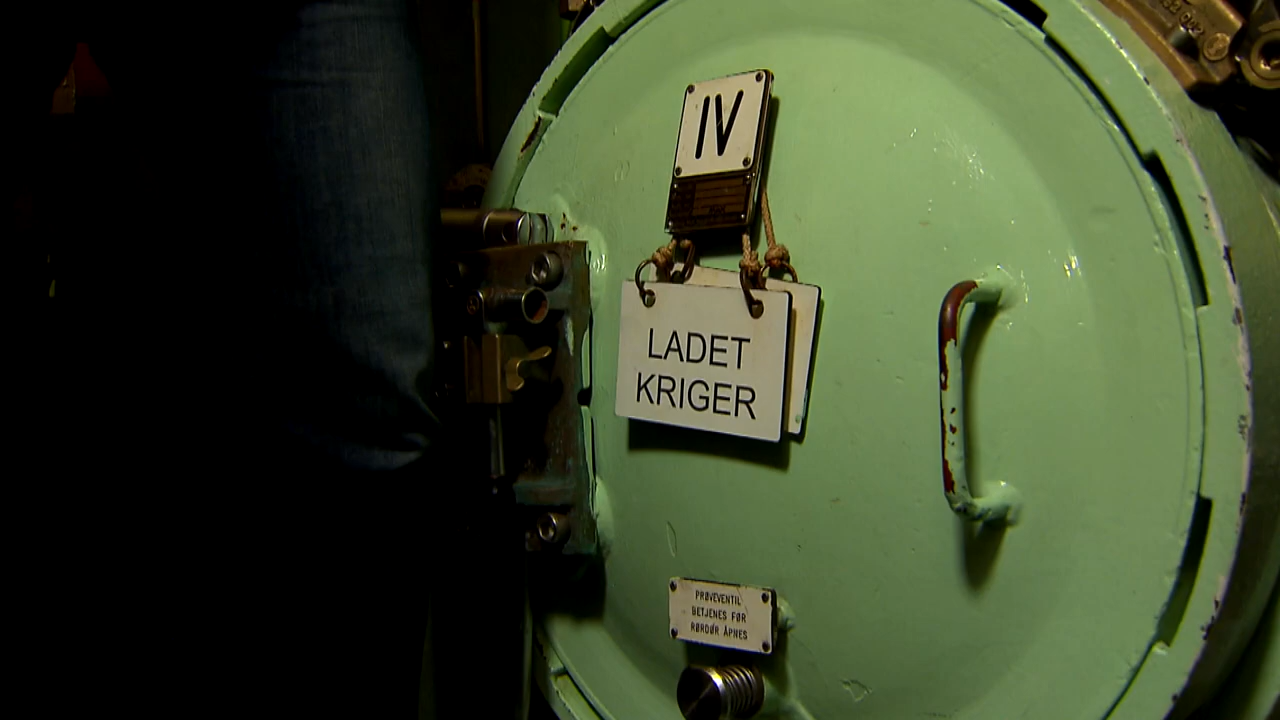 IV
LADET
KRIGER
PRØVEVENTIL
BETJENES FØR
RØRDØR ÅPNES